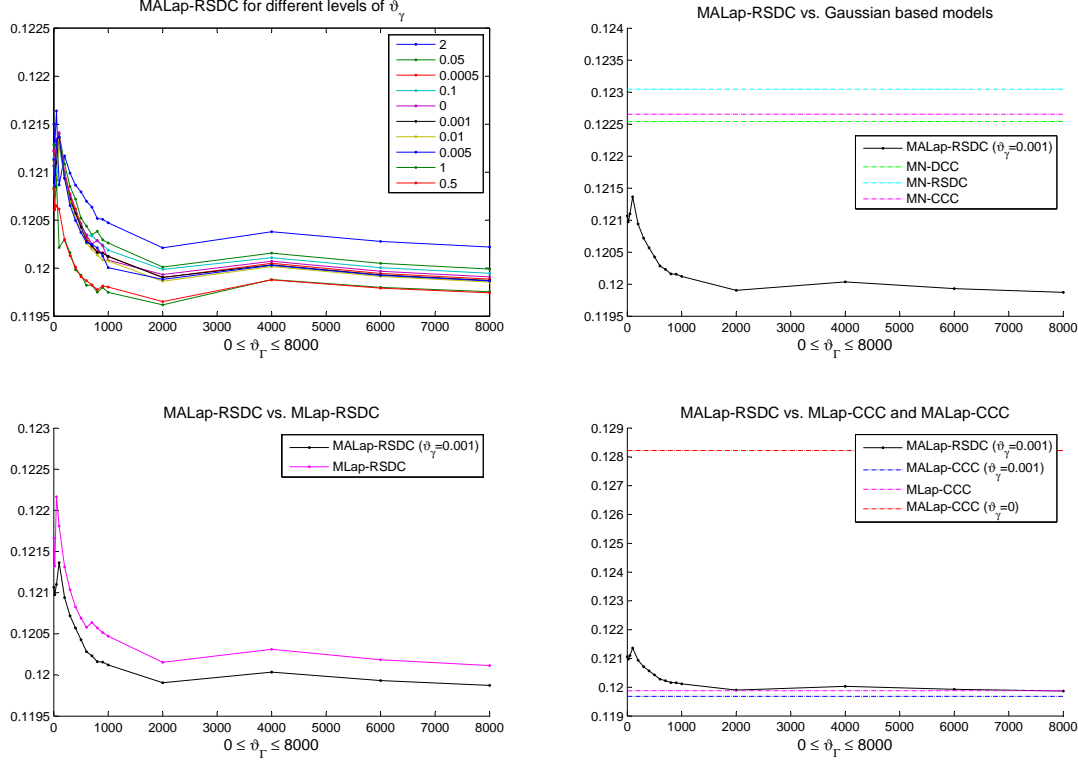 MALap-RSDC for different levels of ϑγ
0.1225
0.122
0.1215
0.121
0.1205
0.12
0.1195
2
0.05
0.0005
0.1
0
0.001
0.01
0.005
1
0.5
0 1000 2000 3000 4000 5000 6000 7000 8000
0 ≤ ϑΓ ≤ 8000
MALap-RSDC vs. Gaussian based models
0.124
0.1235
0.123
0.1225
0.122
0.1215
0.121
0.1205
0.12
0.1195
MALap-RSDC (ϑγ=0.001)
MN-DCC
MN-RSDC
MN-CCC
0 1000 2000 3000 4000 5000 6000 7000 8000
0 ≤ ϑΓ ≤ 8000
MALap-RSDC vs. MLap-RSDC
0.123
0.1225
0.122
0.1215
0.121
0.1205
0.12
0.1195
MALap-RSDC (ϑγ=0.001)
MLap-RSDC
0 1000 2000 3000 4000 5000 6000 7000 8000
0 ≤ ϑΓ ≤ 8000
MALap-RSDC vs. MLap-CCC and MALap-CCC
0.129
0.128
0.127
0.126
0.125
0.124
0.123
0.122
0.121
0.12
0.119
MALap-RSDC (ϑγ=0.001)
MALap-CCC (ϑγ=0.001)
MLap-CCC
MALap-CCC (ϑγ=0)
0 1000 2000 3000 4000 5000 6000 7000 8000
0 ≤ ϑΓ ≤ 8000